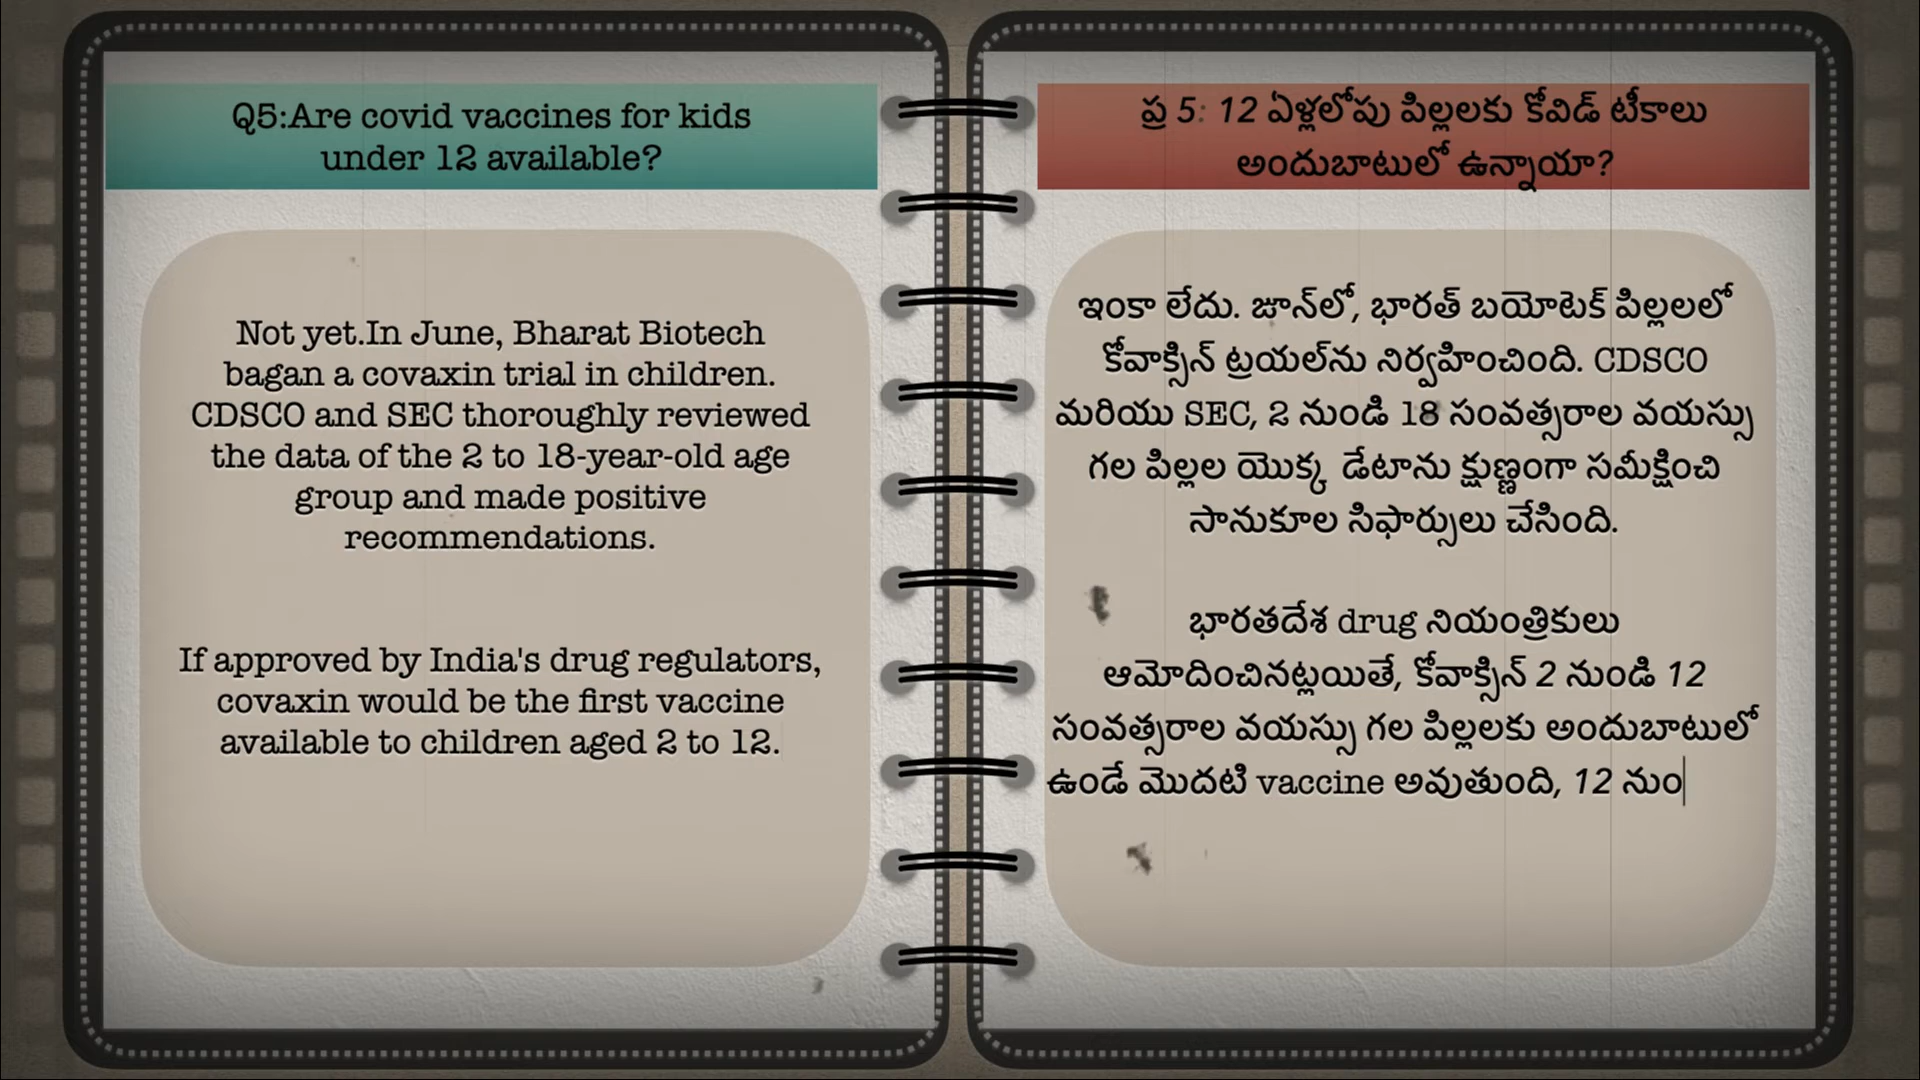 Q5:Are covid vaccines for kids
under 12 available?
Not yet.In June, Bharat Biotech
bagan a covaxin trial in children.
CDSCO and SEC thoroughly reviewed
the data of the 2 to 18-year-old age
group and made positive
recommendations.
If approved by India's drug regulators,
covaxin would be the first vaccine
available to children aged 2 to 12.
ప్ర 5: 12 ఏళ్లలోపు పిల్లలకు కోవిడ్ టీకాలు
అందుబాటులో ఉన్నాయా?
ఇంకా లేదు. జూన్‌లో, భారత్ బయోటెక్ పిల్లలలో
కోవాక్సిన్ ట్రయల్‌ను నిర్వహించింది. CDSCO
మరియు SEC, 2 నుండి 18 సంవత్సరాల వయస్సు
గల పిల్లల యొక్క డేటాను క్షుణ్ణంగా సమీక్షించి
సానుకూల సిఫార్సులు చేసింది.
భారతదేశ drug నియంత్రికులు
ఆమోదించినట్లయితే, కోవాక్సిన్ 2 నుండి 12
సంవత్సరాల వయస్సు గల పిల్లలకు అందుబాటులో
ఉండే మొదటి vaccine అవుతుంది, 12 నుం